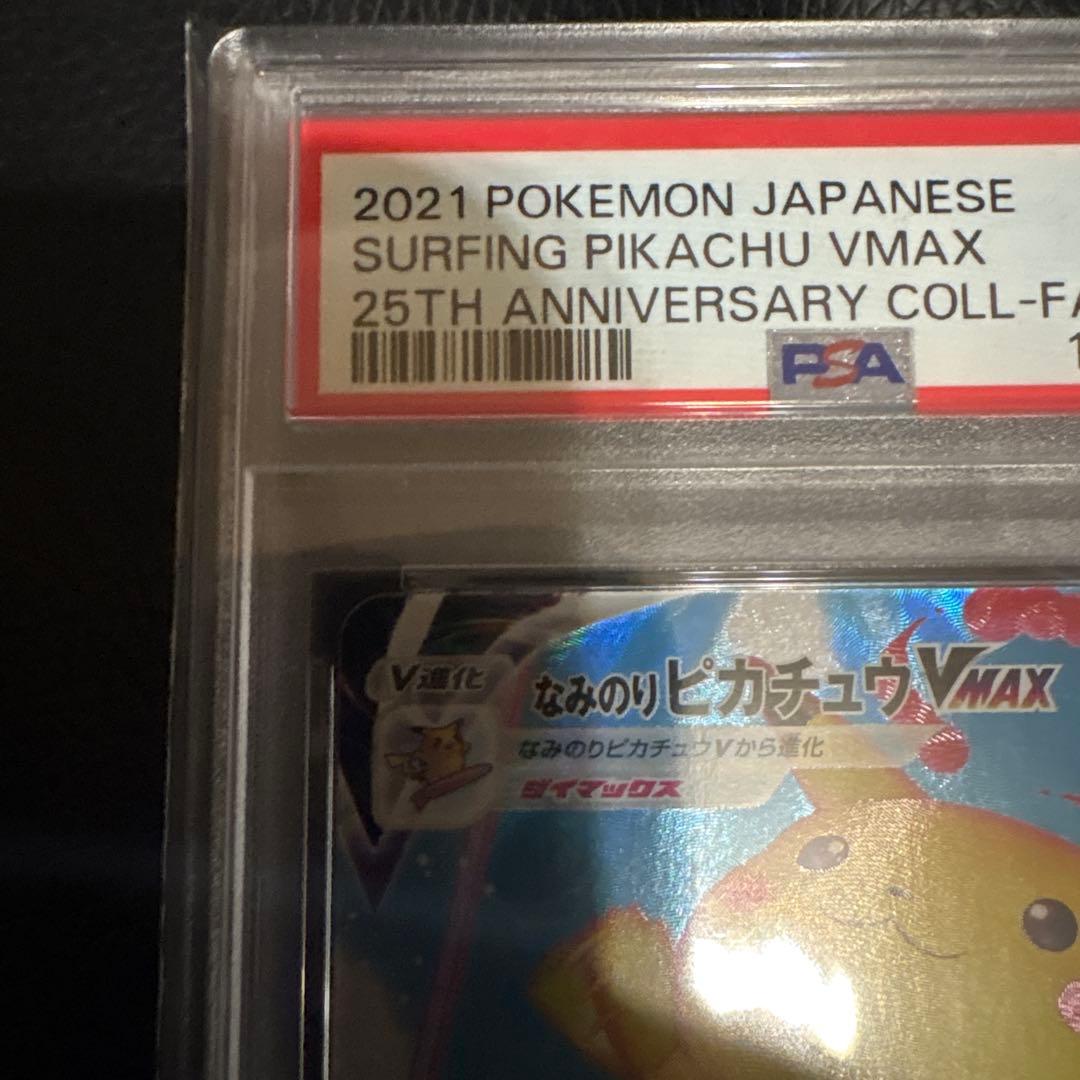 2021 POKEMON JAPANESE
SURFING PIKACHU VMAX
25TH ANNIVERSARY COLL-FA
PSA
V進化
なみのりピカチュウVMAX
なみのりピカチュウVから進化
ダイマックス